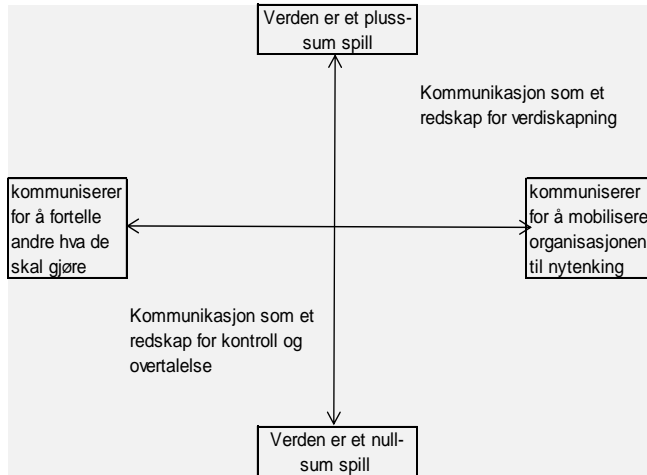 Verden er et pluss-
sum spill
Kommunikasjon som et
redskap for verdiskapning
kommuniserer
for å fortelle
andre hva de
skal gjøre
kommuniserer
for å mobilisere
organisasjonen
til nytenking
Kommunikasjon som et
redskap for kontroll og
overtalelse
Verden er et null-
sum spill